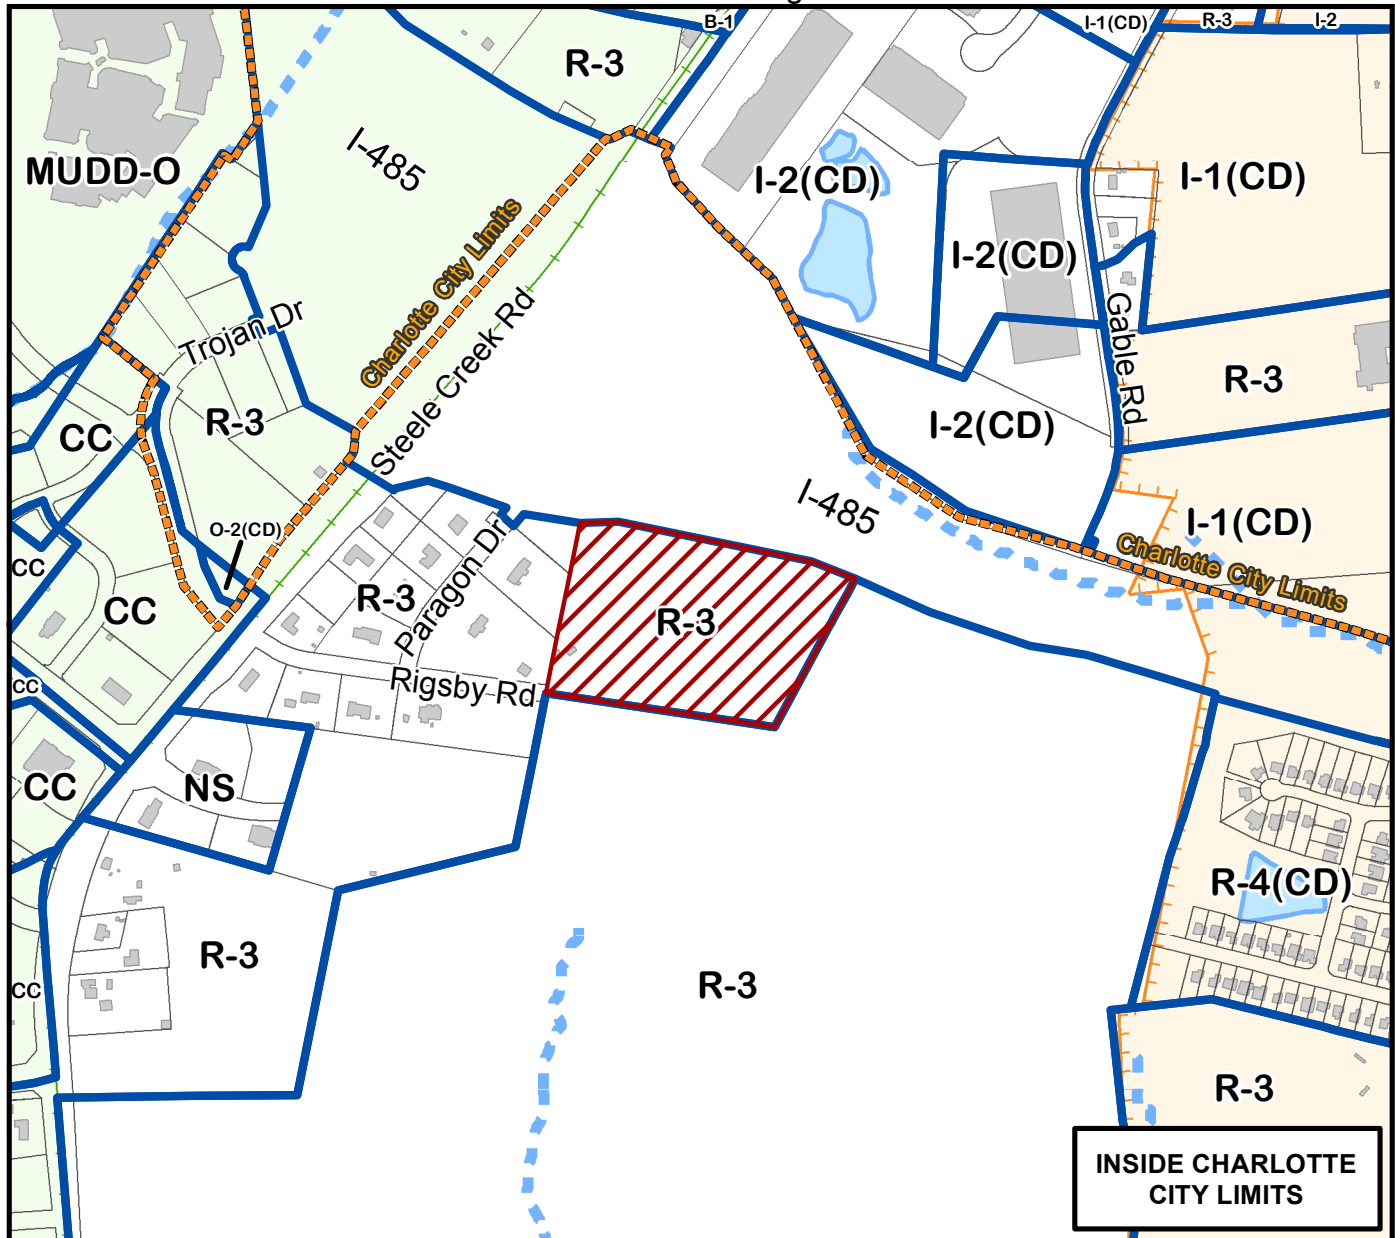 B-1
I-1(CD)
R-3
I-2
R-3
I-485
MUDD-O
I-2(CD)
I-1(CD)
Charlotte City Limits
I-2(CD)
Steele Creek Rd
Gable Rd
Trojan Dr
R-3
R-3
CC
I-2(CD)
I-485
I-1(CD)
O-2(CD)
Charlotte City Limits
CC
R-3
Paragon Dr
CC
R-3
Rigsby Rd
CC
CC
NS
R-4(CD)
R-3
R-3
CC
R-3
INSIDE CHARLOTTE
CITY LIMITS